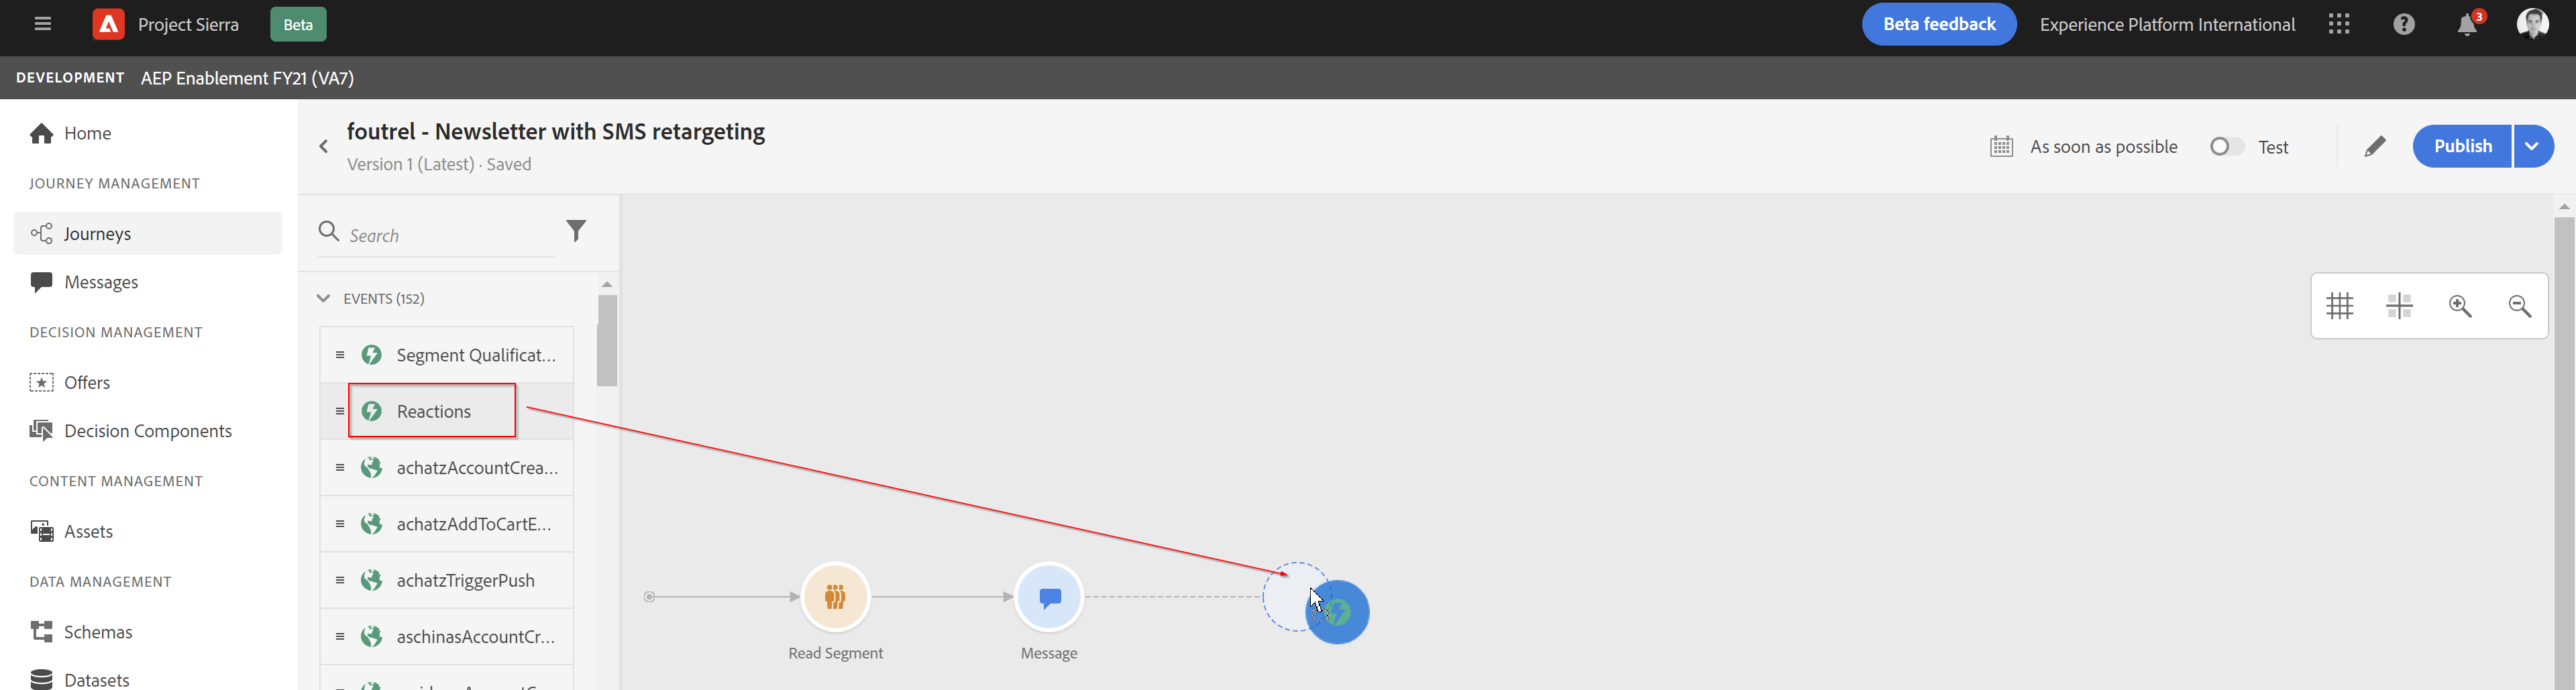 Project Sierra
Beta
Beta feedback
Experience Platform International
3
DEVELOPMENT
AEP Enablement FY21 (VA7)
Home
JOURNEY MANAGEMENT
Journeys
Messages
DECISION MANAGEMENT
Offers
Decision Components
CONTENT MANAGEMENT
Assets
DATA MANAGEMENT
Schemas
Datasets
foutrel - Newsletter with SMS retargeting
Version 1 (Latest) · Saved
As soon as possible
Test
Publish
Search
EVENTS (152)
Segment Qualificat...
Reactions
achatzAccountCrea...
achatzAddToCartE...
achatzTriggerPush
aschinasAccountCr...
Read Segment
Message